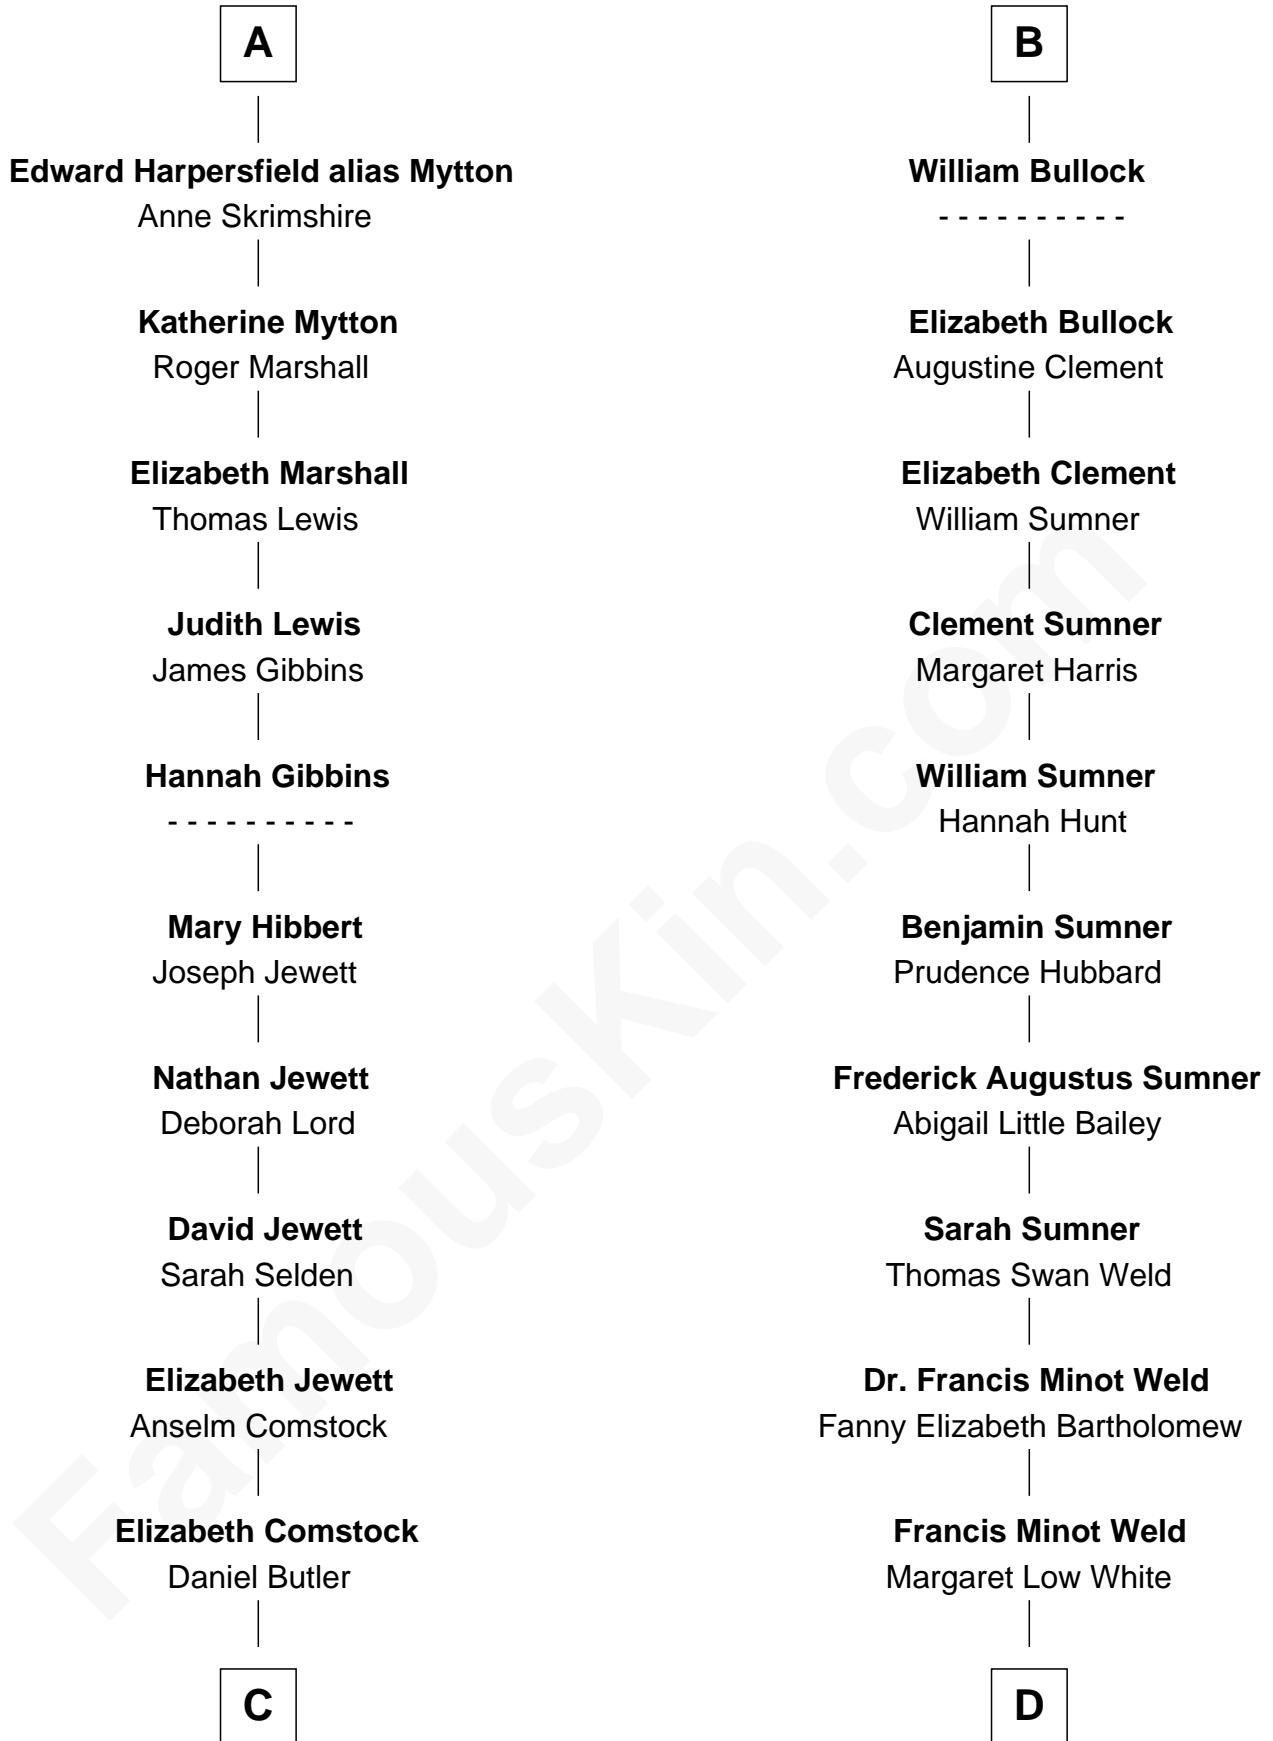 A
Edward Harpersfield alias Mytton
Anne Skrimshire
Katherine Mytton
Roger Marshall
Elizabeth Marshall
Thomas Lewis
Judith Lewis
James Gibbins
Hannah Gibbins
- - - - - - - - - -
Mary Hibbert
Joseph Jewett
Nathan Jewett
Deborah Lord
David Jewett
Sarah Selden
Elizabeth Jewett
Anselm Comstock
Elizabeth Comstock
Daniel Butler
C
B
William Bullock
- - - - - - - - - -
Elizabeth Bullock
Augustine Clement
Elizabeth Clement
William Sumner
Clement Sumner
Margaret Harris
William Sumner
Hannah Hunt
Benjamin Sumner
Prudence Hubbard
Frederick Augustus Sumner
Abigail Little Bailey
Sarah Sumner
Thomas Swan Weld
Dr. Francis Minot Weld
Fanny Elizabeth Bartholomew
Francis Minot Weld
Margaret Low White
D
FamousKin.com